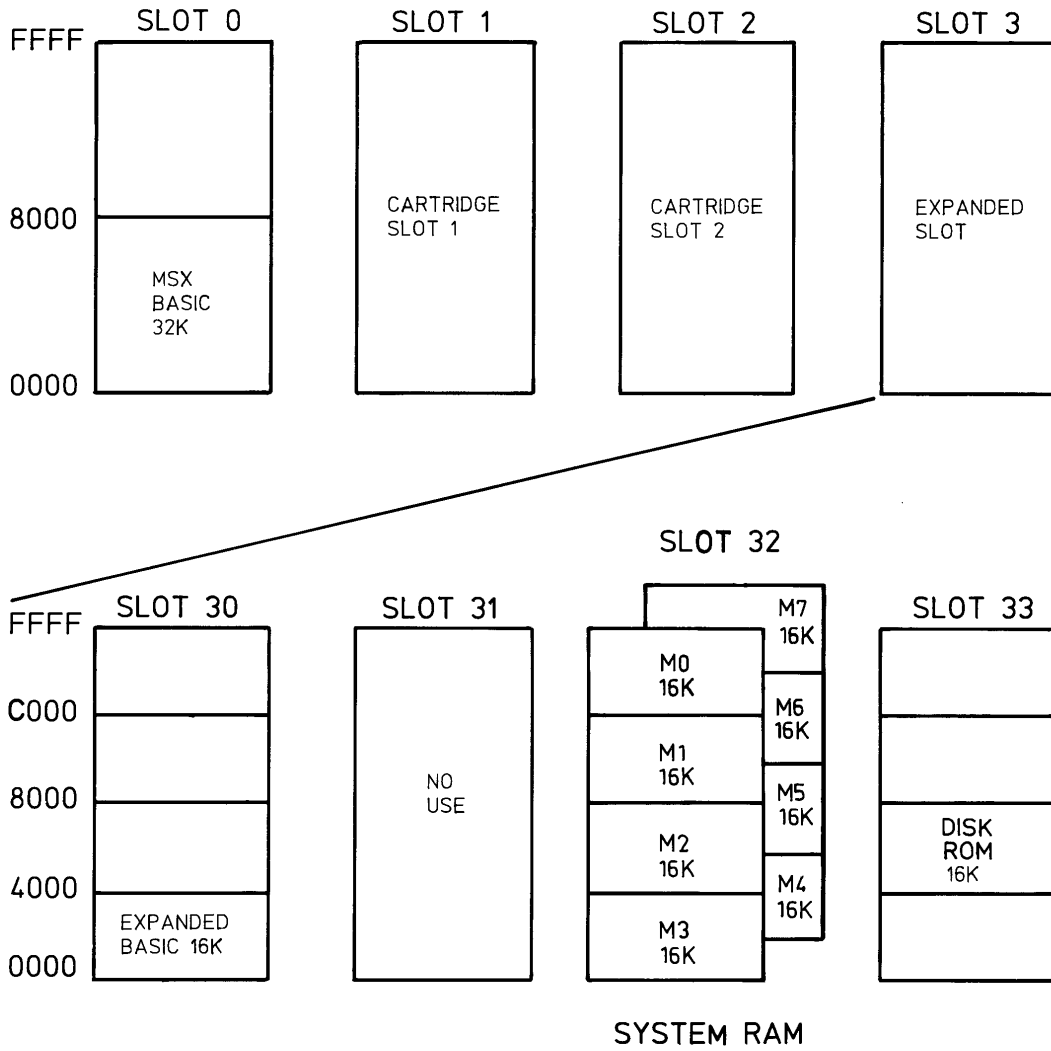 SLOT 0
SLOT 1
SLOT 2
SLOT 3
FFFF
8000
0000
MSX
BASIC
32K
CARTRIDGE
SLOT 1
CARTRIDGE
SLOT 2
EXPANDED
SLOT
SLOT 32
SLOT 30
SLOT 31
SLOT 33
FFFF
C000
8000
4000
0000
EXPANDED
BASIC 16K
NO
USE
M0
16K
M1
16K
M2
16K
M3
16K
M7
16K
M6
16K
M5
16K
M4
16K
DISK
ROM
16K
SYSTEM RAM